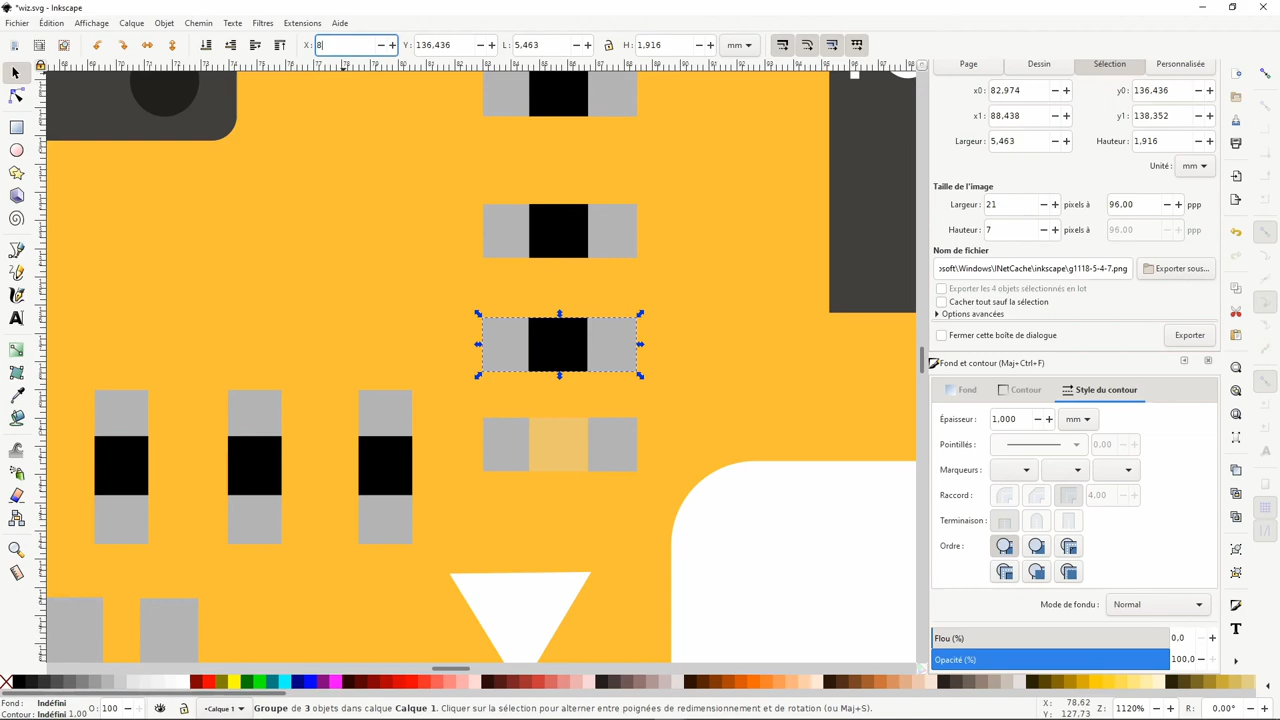 *wiz.svg - Inkscape
Fichier Édition Affichage Calque Objet Chemin Texte Filtres Extensions Aide
X: 8 Y: 136,436 L: 5,463 H: 1,916 mm
Page Dessin Sélection Personnalisée
x0: 82,974 y0: 136,436
x1: 88,438 y1: 138,352
Largeur : 5,463 Hauteur : 1,916
Unité : mm
Taille de l'image
Largeur : 21 pixels à 96.00 ppp
Hauteur : 7 pixels à 96.00 ppp
Nom de fichier
osoft\Windows\INetCache\inkscape\g1118-5-4-7.png Exporter sous...
Exporter les 4 objets sélectionnés en lot
Cacher tout sauf la sélection
Options avancées
Fermer cette boîte de dialogue Exporter
Fond et contour (Maj+Ctrl+F)
Fond Contour Style du contour
Épaisseur : 1.000 mm
Pointillés : 0.00
Marqueurs :
Raccord : 4.00
Terminaison :
Ordre :
Mode de fondu : Normal
Flou (%) 0.0
Opacité (%) 100.0
Fond : Indéfini O: 100 Calque 1 Groupe de 3 objets dans calque Calque 1. Cliquer sur la sélection pour alterner entre poignées de redimensionnement et de rotation (ou Maj+S). X: 78.62 Z: 1120% R: 0.00°
Contour : Indéfini 1,00 Y: 127.73